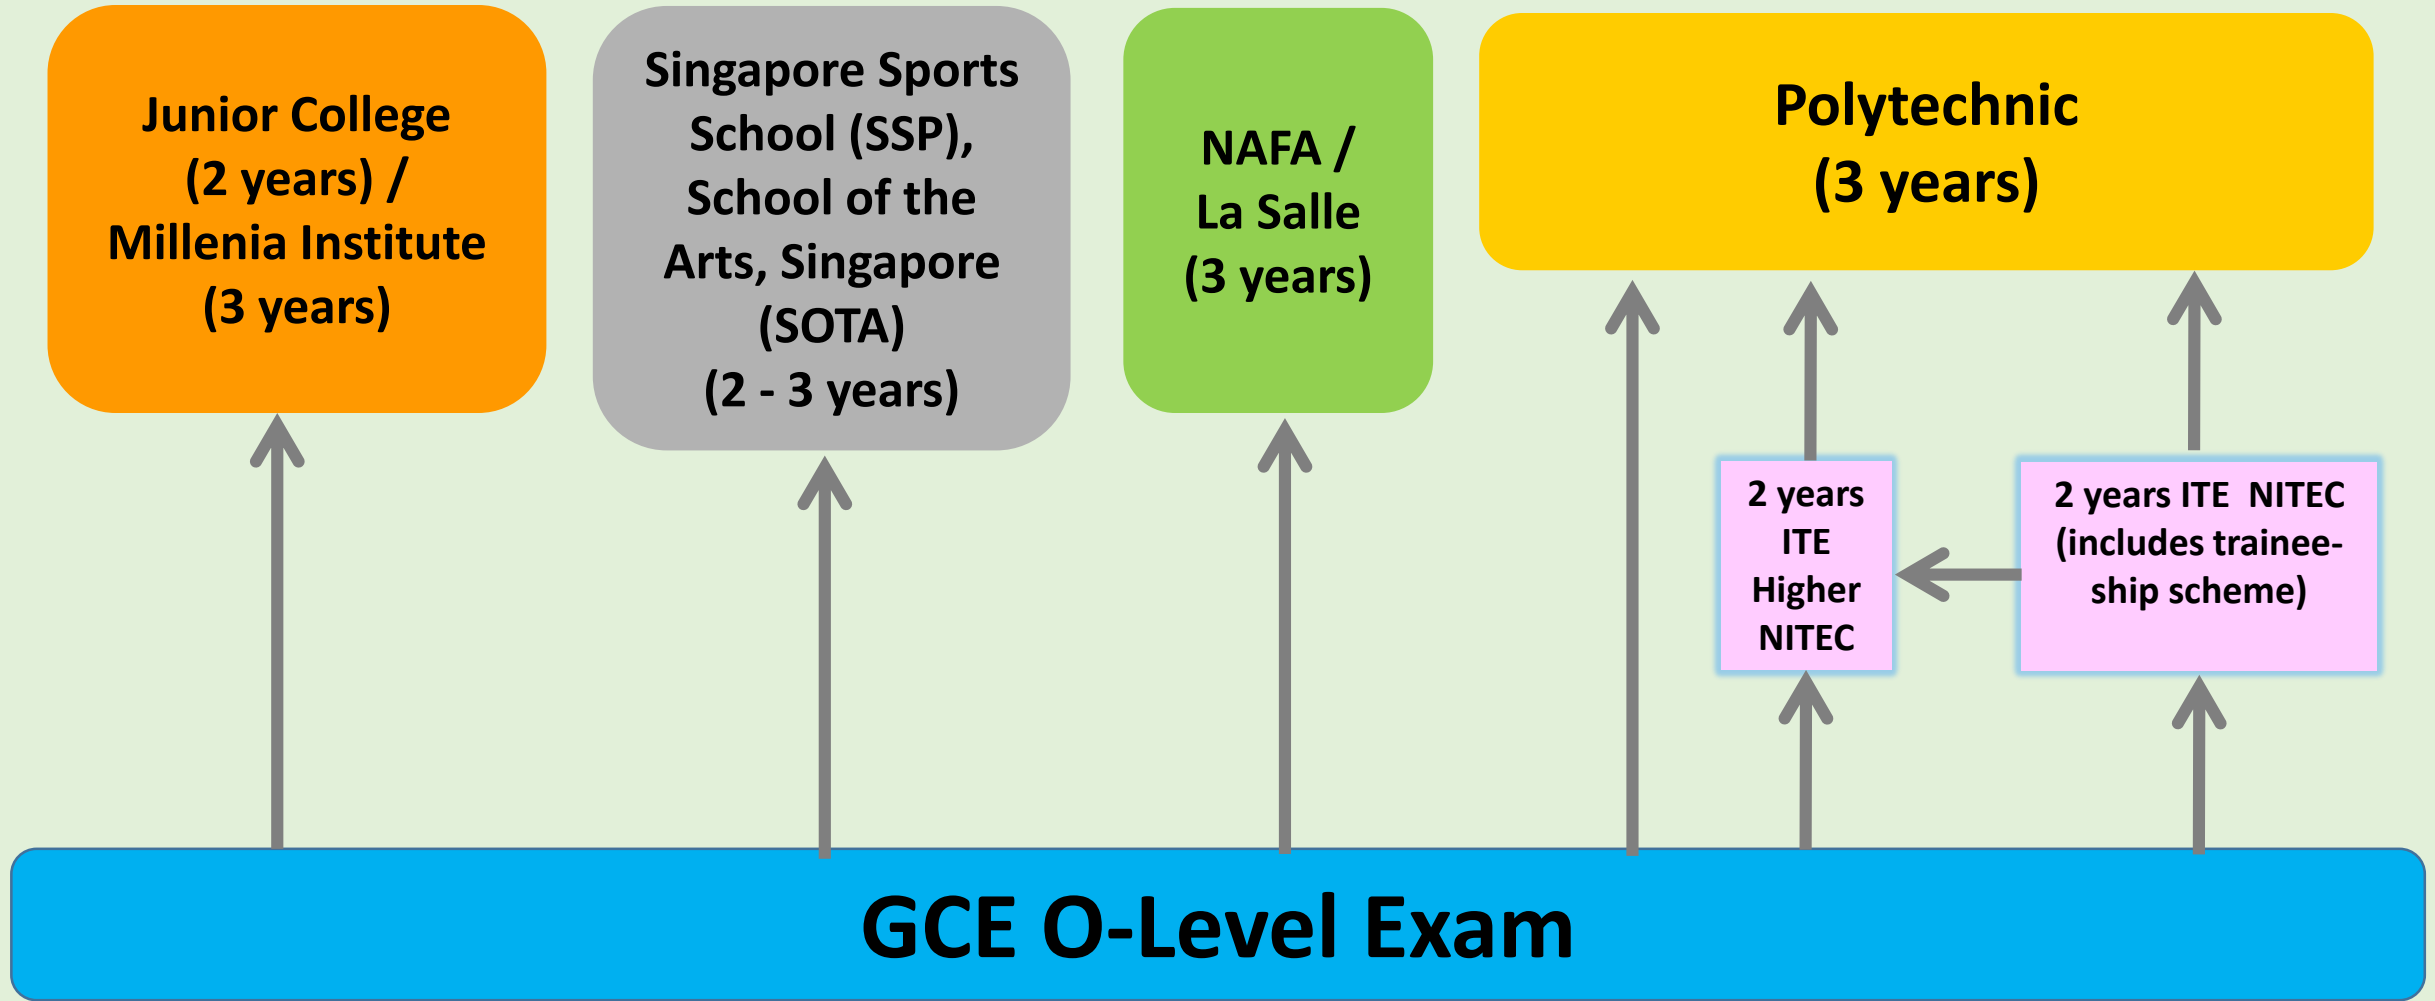 Junior College
(2 years) /
Millenia Institute
(3 years)
Singapore Sports
School (SSP),
School of the
Arts, Singapore
(SOTA)
(2 - 3 years)
NAFA /
La Salle
(3 years)
Polytechnic
(3 years)
2 years
ITE
Higher
NITEC
2 years ITE  NITEC
(includes trainee-
ship scheme)
GCE O-Level Exam